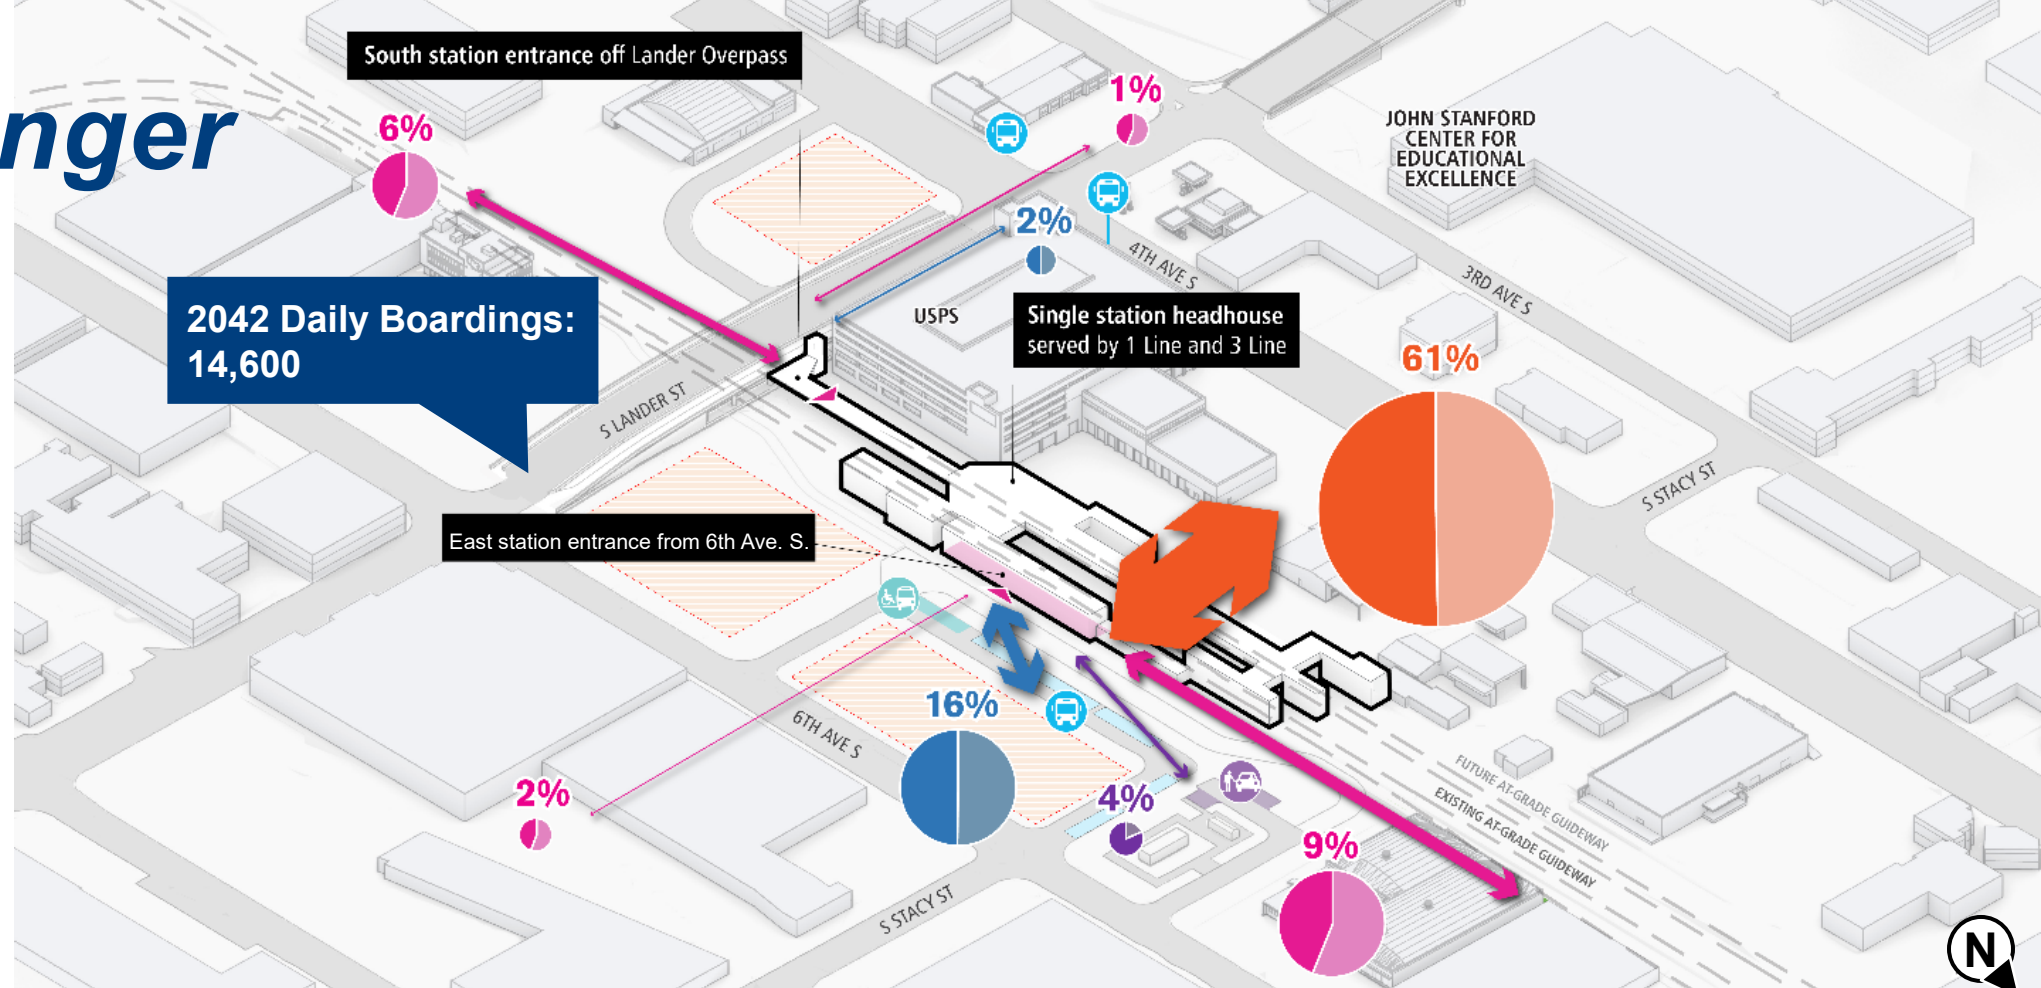 nger
South station entrance off Lander Overpass
6%
1%
JOHN STANFORD
CENTER FOR
EDUCATIONAL
EXCELLENCE
2%
4TH AVE S
3RD AVE S
2042 Daily Boardings:
14,600
USPS
Single station headhouse
served by 1 Line and 3 Line
61%
S LANDER ST
S STACY ST
East station entrance from 6th Ave. S.
16%
6TH AVE S
2%
4%
FUTURE AT-GRADE GUIDEWAY
EXISTING AT-GRADE GUIDEWAY
9%
S STACY ST
N